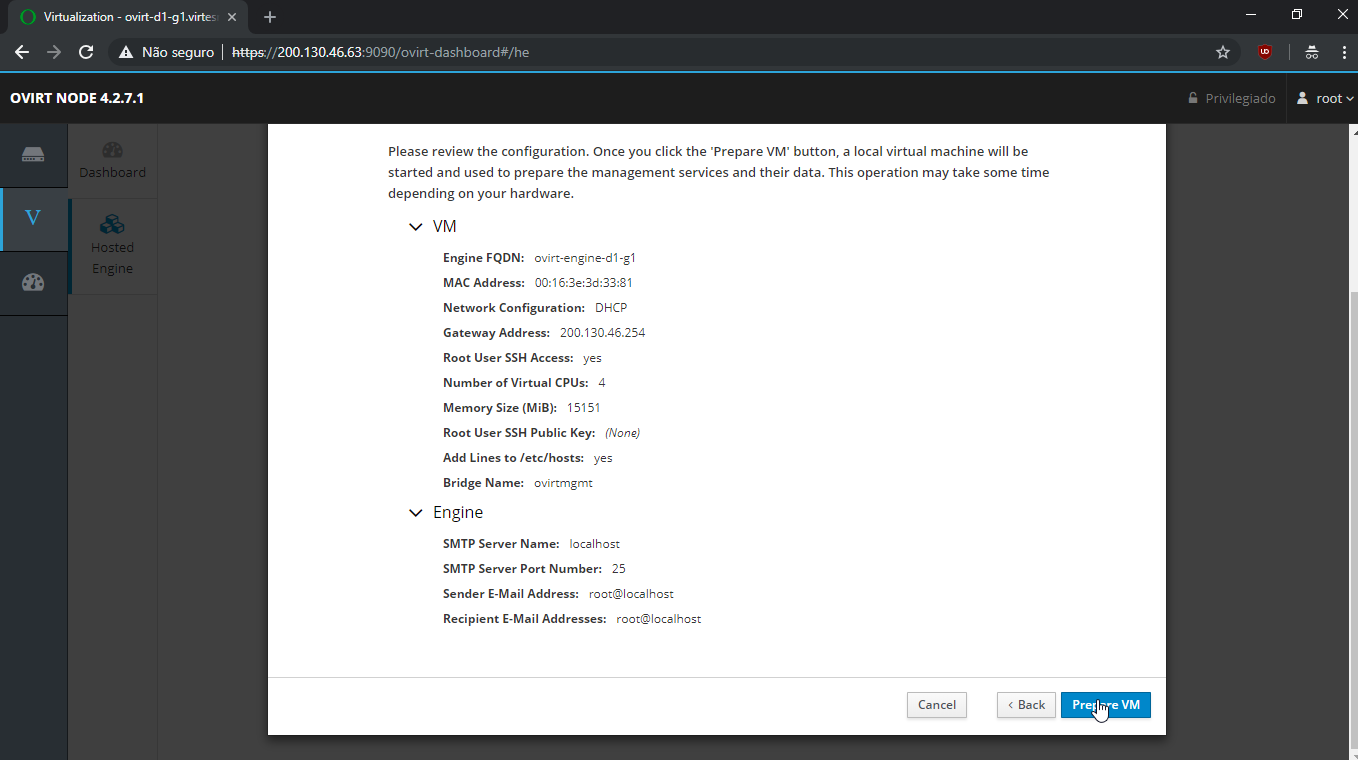 Virtualization - ovirt-d1-g1.virtes
Não seguro
https://200.130.46.63:9090/ovirt-dashboard#/he
OVIRT NODE 4.2.7.1
Privilegiado
root
V
Dashboard
Hosted
Engine
Please review the configuration. Once you click the 'Prepare VM' button, a local virtual machine will be
started and used to prepare the management services and their data. This operation may take some time
depending on your hardware.
VM
Engine FQDN: ovirt-engine-d1-g1
MAC Address: 00:16:3e:3d:33:81
Network Configuration: DHCP
Gateway Address: 200.130.46.254
Root User SSH Access: yes
Number of Virtual CPUs: 4
Memory Size (MiB): 15151
Root User SSH Public Key: (None)
Add Lines to /etc/hosts: yes
Bridge Name: ovirtmgmt
Engine
SMTP Server Name: localhost
SMTP Server Port Number: 25
Sender E-Mail Address: root@localhost
Recipient E-Mail Addresses: root@localhost
Cancel
Back
Prepare VM